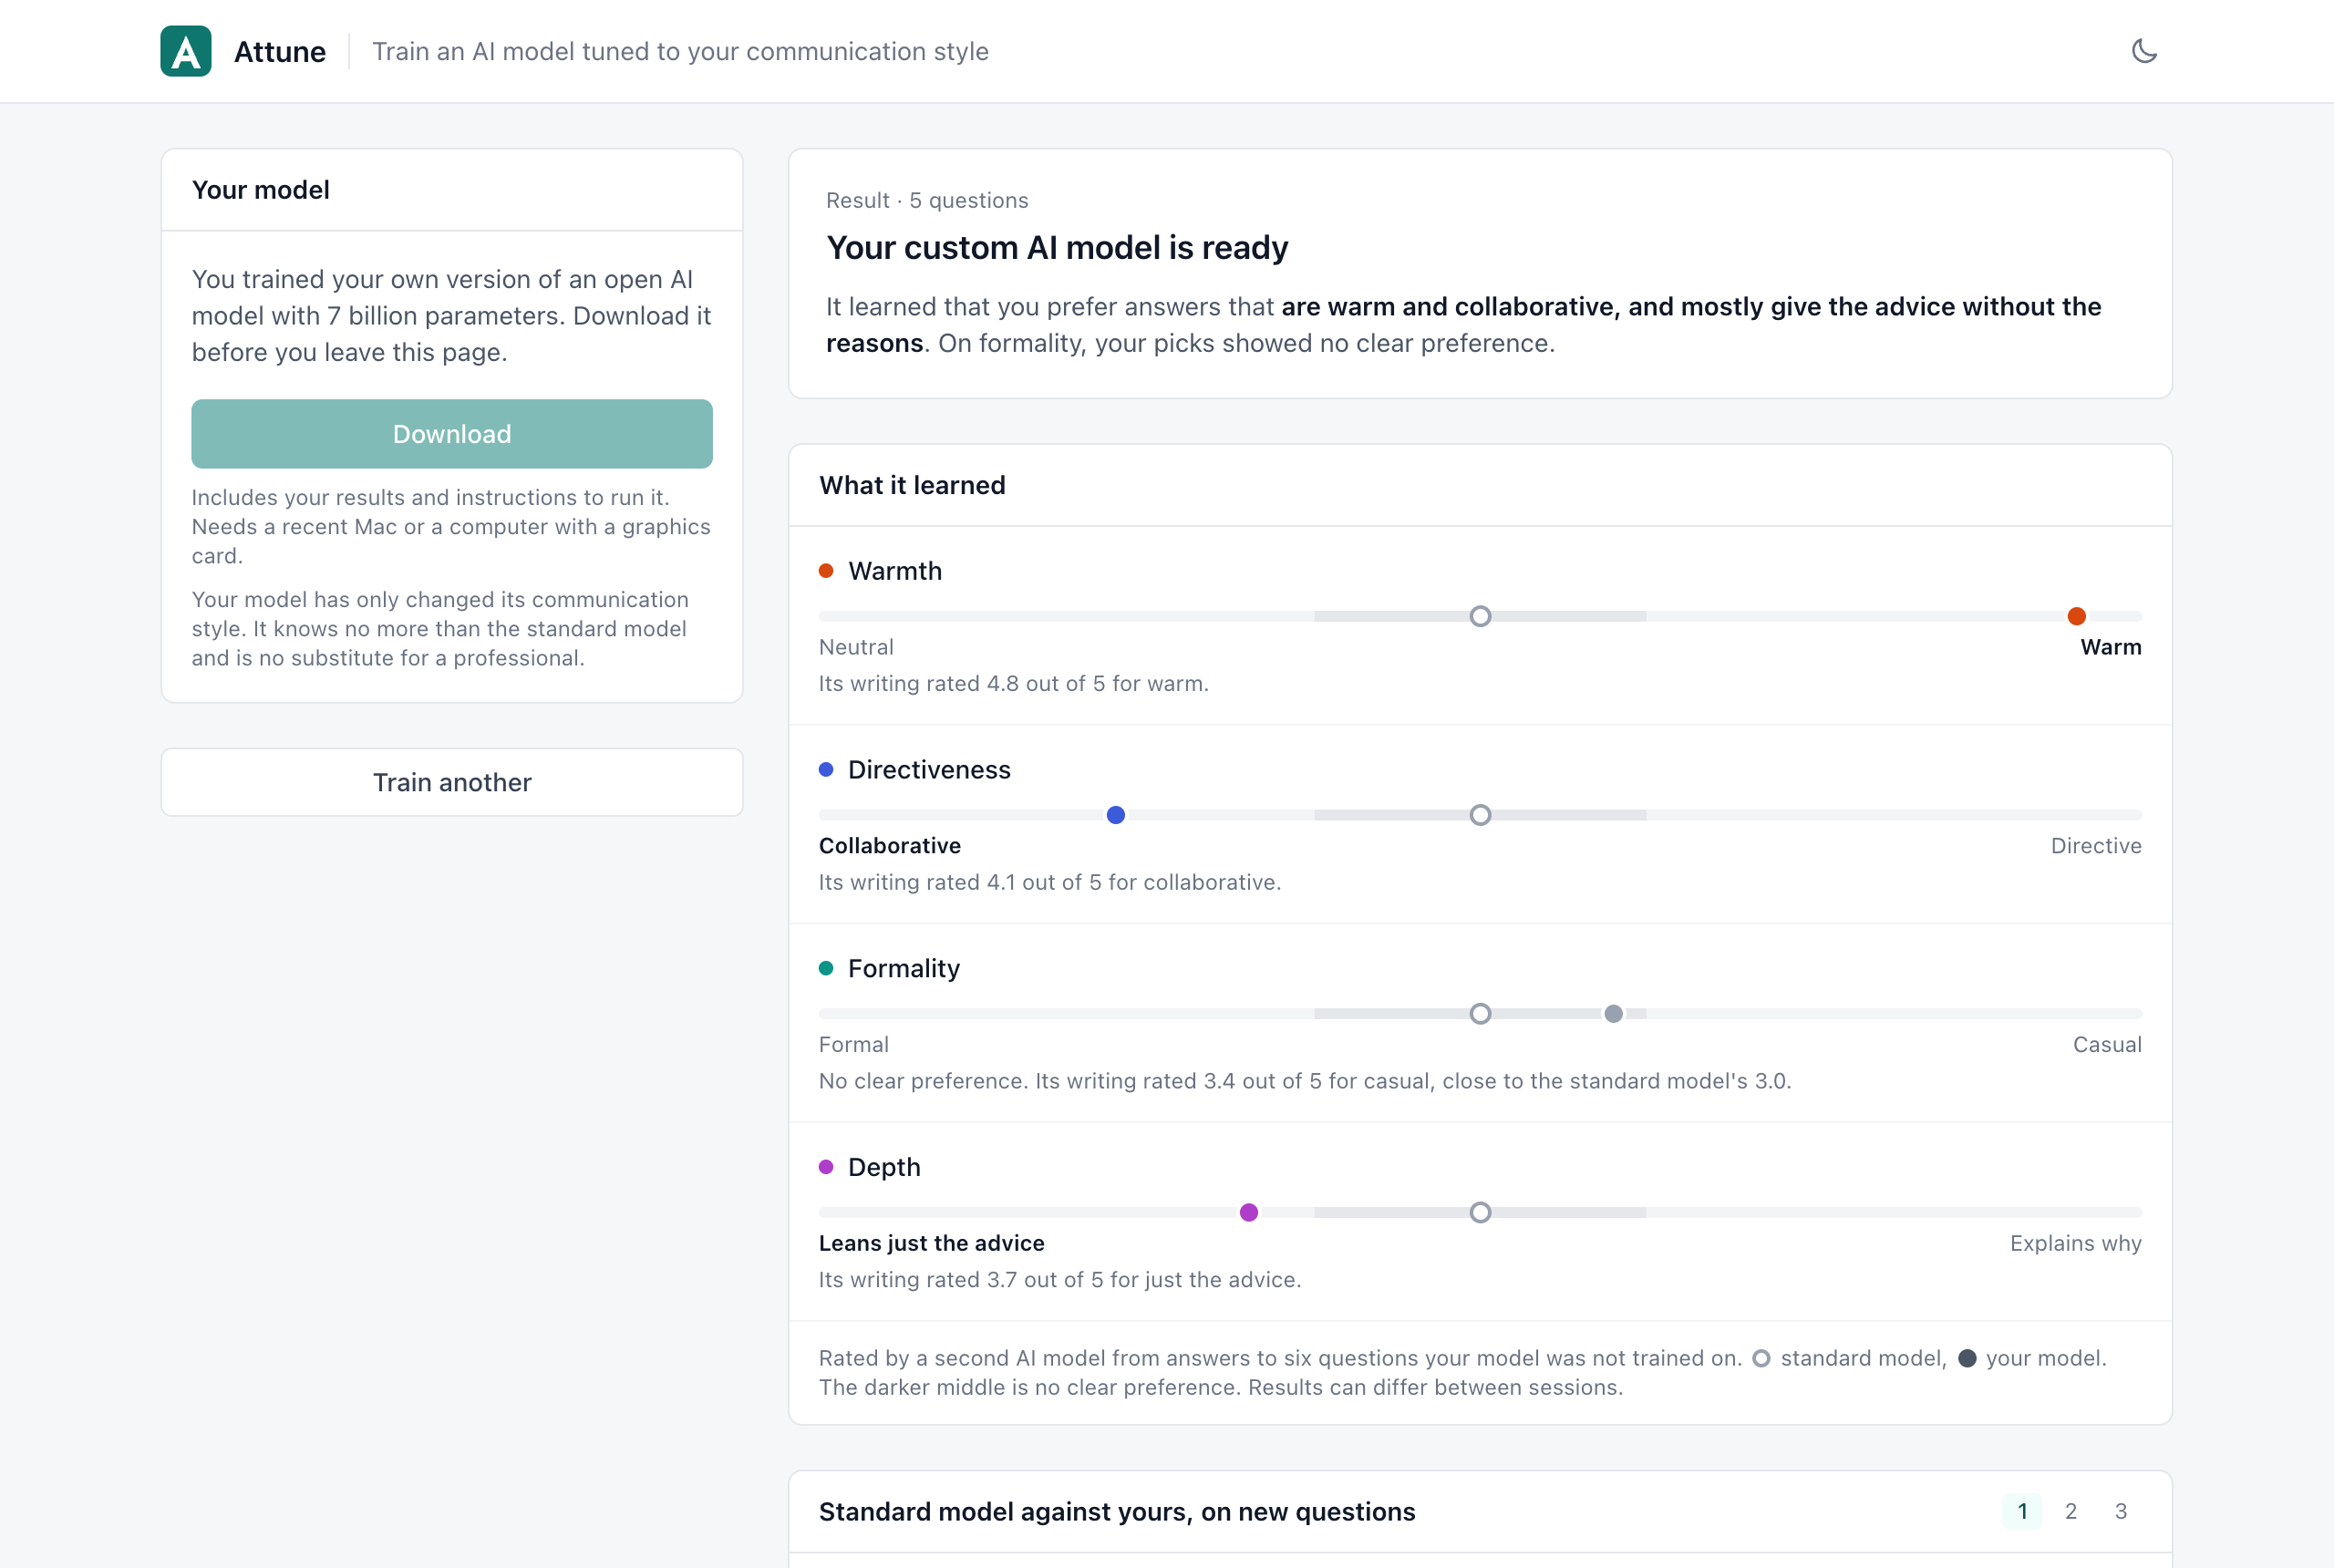 A
Attune
Train an AI model tuned to your communication style
Your model
You trained your own version of an open AI
model with 7 billion parameters. Download it
before you leave this page.
Download
Includes your results and instructions to run it.
Needs a recent Mac or a computer with a graphics
card.
Your model has only changed its communication
style. It knows no more than the standard model
and is no substitute for a professional.
Train another
Result · 5 questions
Your custom AI model is ready
It learned that you prefer answers that are warm and collaborative, and mostly give the advice without the
reasons. On formality, your picks showed no clear preference.
What it learned
Warmth
Neutral Warm
Its writing rated 4.8 out of 5 for warm.
Directiveness
Collaborative Directive
Its writing rated 4.1 out of 5 for collaborative.
Formality
Formal Casual
No clear preference. Its writing rated 3.4 out of 5 for casual, close to the standard model's 3.0.
Depth
Leans just the advice Explains why
Its writing rated 3.7 out of 5 for just the advice.
Rated by a second AI model from answers to six questions your model was not trained on. standard model, your model.
The darker middle is no clear preference. Results can differ between sessions.
Standard model against yours, on new questions 1 2 3